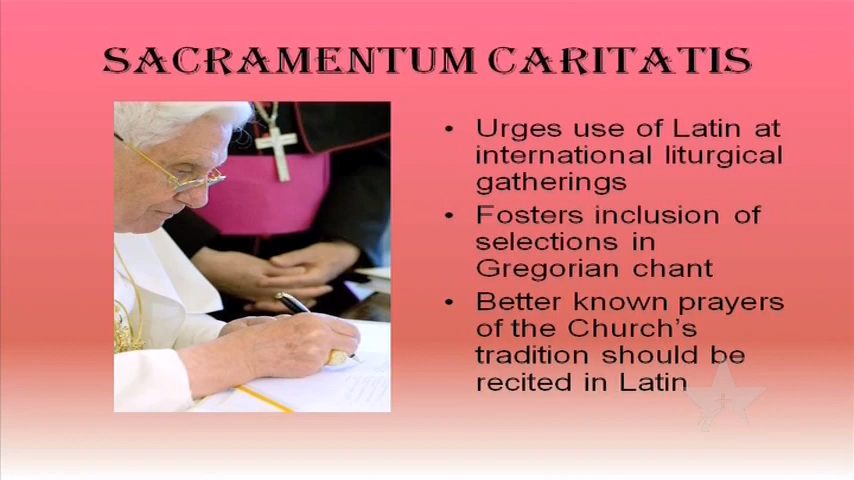 SACRAMENTUM CARITATIS
• Urges use of Latin at
international liturgical
gatherings
• Fosters inclusion of
selections in
Gregorian chant
• Better known prayers
of the Church's
tradition should be
recited in Latin